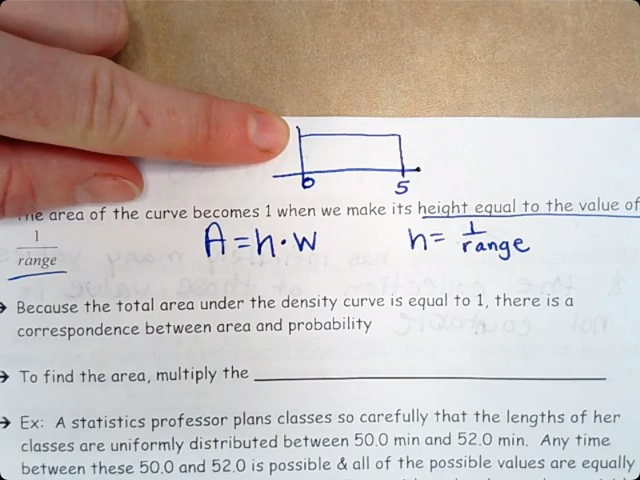 0 5
The area of the curve becomes 1 when we make its height equal to the value of
1
range
A = h · w h = 1
range
Because the total area under the density curve is equal to 1, there is a
correspondence between area and probability
To find the area, multiply the
Ex: A statistics professor plans classes so carefully that the lengths of her
classes are uniformly distributed between 50.0 min and 52.0 min. Any time
between these 50.0 and 52.0 is possible & all of the possible values are equally